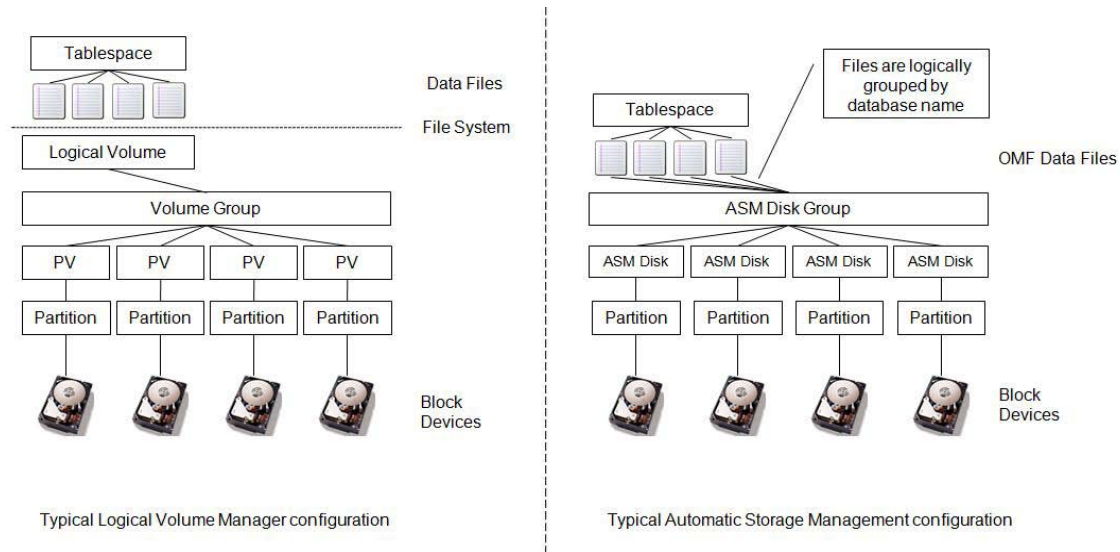 Tablespace
Data Files
File System
Logical Volume
Volume Group
PV PV PV PV
Partition Partition Partition Partition
Block
Devices
Typical Logical Volume Manager configuration
Files are logically
grouped by
database name
Tablespace
OMF Data Files
ASM Disk Group
ASM Disk ASM Disk ASM Disk ASM Disk
Partition Partition Partition Partition
Block
Devices
Typical Automatic Storage Management configuration